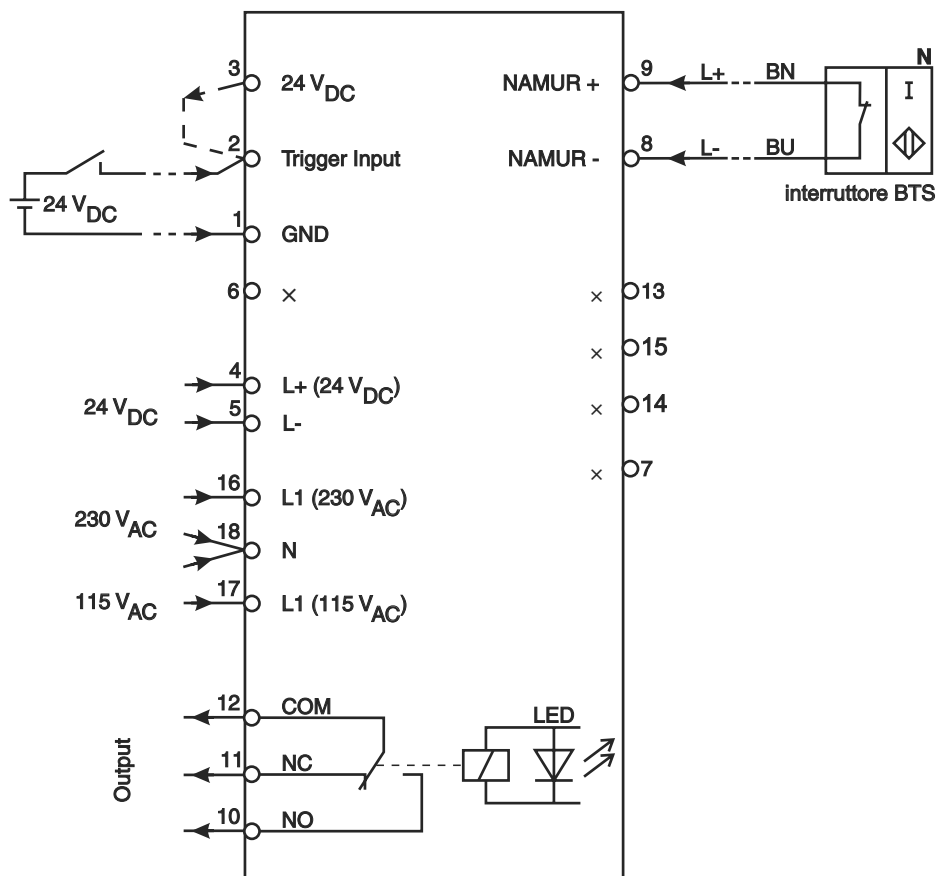 3
24 VDC
2
Trigger Input
24 VDC
1
GND
6 ×
4
L+ (24 VDC)
24 VDC
5
L-
16
L1 (230 VAC)
230 VAC
18
N
17
115 VAC
L1 (115 VAC)
12
COM
11
NC
10
NO
Output
LED
NAMUR +
9
L+
BN
NAMUR -
8
L-
BU
N
I
interruttore BTS
× 13
× 15
× 14
× 7